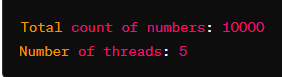 Total count of numbers: 10000
Number of threads: 5